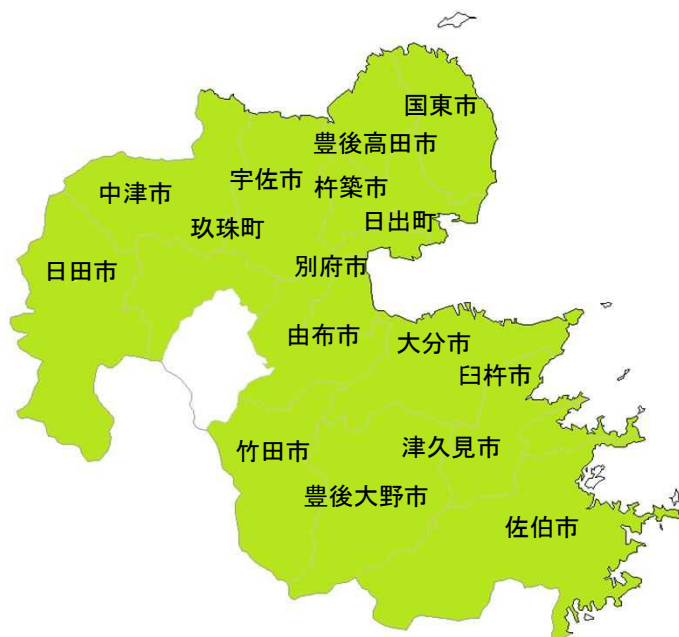 国東市
豊後高田市
宇佐市
杵築市
中津市
日出町
玖珠町
別府市
日田市
由布市
大分市
臼杵市
竹田市
津久見市
豊後大野市
佐伯市